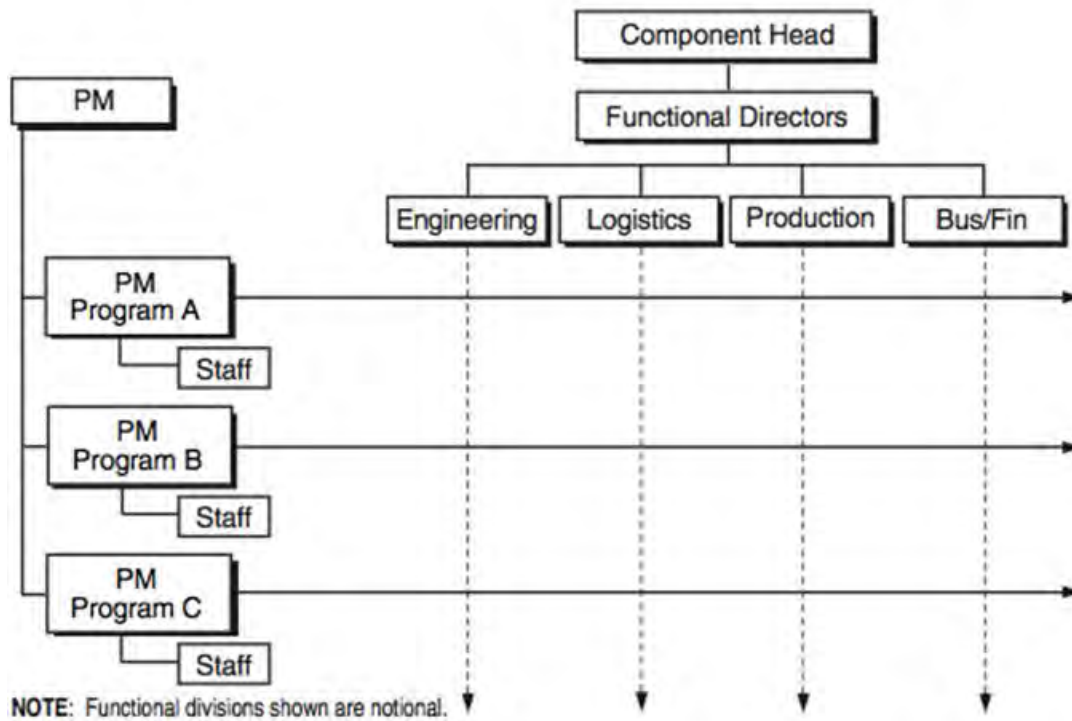 Component Head
PM
Functional Directors
Engineering
Logistics
Production
Bus/Fin
PM
Program A
Staff
PM
Program B
Staff
PM
Program C
Staff
NOTE: Functional divisions shown are notional.